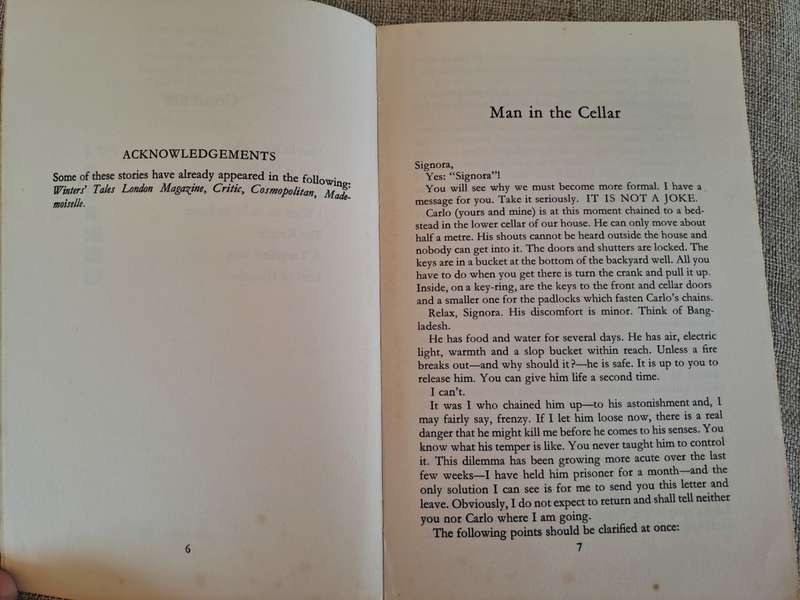 ACKNOWLEDGEMENTS
Some of these stories have already appeared in the following:
Winters' Tales London Magazine, Critic, Cosmopolitan, Made-
moiselle.
6
Man in the Cellar
Signora,
Yes: “Signora”!
You will see why we must become more formal. I have a
message for you. Take it seriously. IT IS NOT A JOKE.
Carlo (yours and mine) is at this moment chained to a bed-
stead in the lower cellar of our house. He can only move about
half a metre. His shouts cannot be heard outside the house and
nobody can get into it. The doors and shutters are locked. The
keys are in a bucket at the bottom of the backyard well. All you
have to do when you get there is turn the crank and pull it up.
Inside, on a key-ring, are the keys to the front and cellar doors
and a smaller one for the padlocks which fasten Carlo's chains.
Relax, Signora. His discomfort is minor. Think of Bang-
ladesh.
He has food and water for several days. He has air, electric
light, warmth and a slop bucket within reach. Unless a fire
breaks out—and why should it?—he is safe. It is up to you to
release him. You can give him life a second time.
I can't.
It was I who chained him up—to his astonishment and, I
may fairly say, frenzy. If I let him loose now, there is a real
danger that he might kill me before he comes to his senses. You
know what his temper is like. You never taught him to control
it. This dilemma has been growing more acute over the last
few weeks—I have held him prisoner for a month—and the
only solution I can see is for me to send you this letter and
leave. Obviously, I do not expect to return and shall tell neither
you nor Carlo where I am going.
The following points should be clarified at once:
7